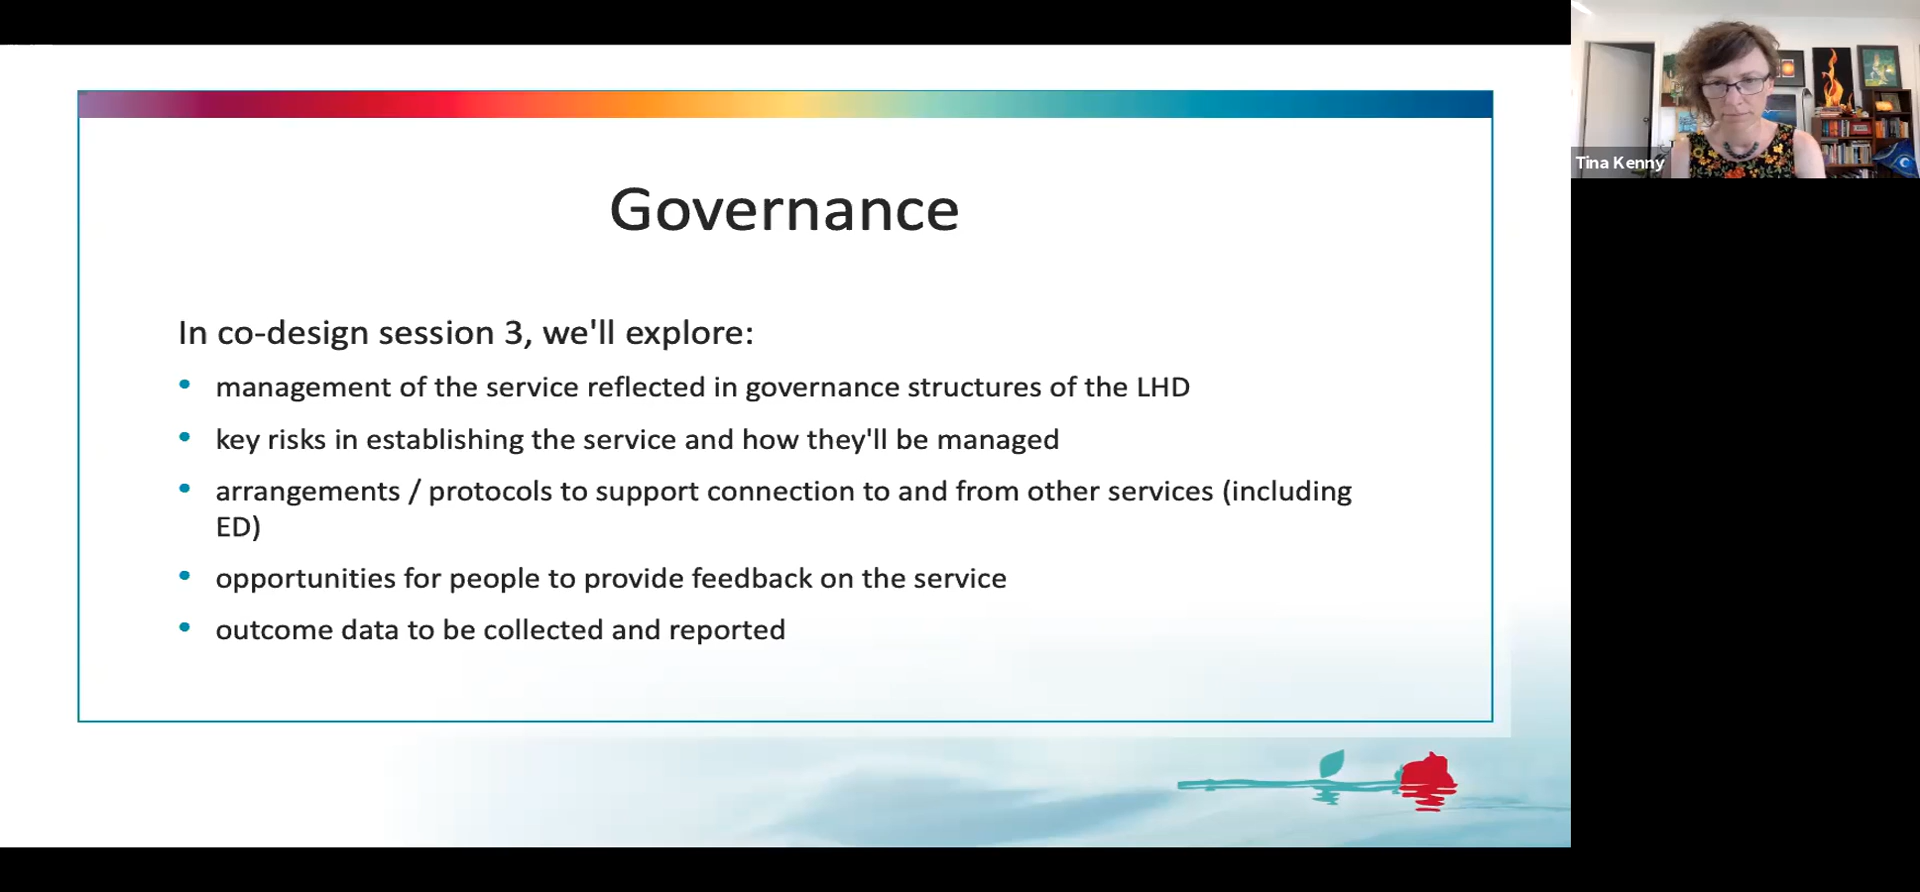 Governance
In co-design session 3, we'll explore:
• management of the service reflected in governance structures of the LHD
• key risks in establishing the service and how they'll be managed
• arrangements / protocols to support connection to and from other services (including
ED)
• opportunities for people to provide feedback on the service
• outcome data to be collected and reported
Tina Kenny